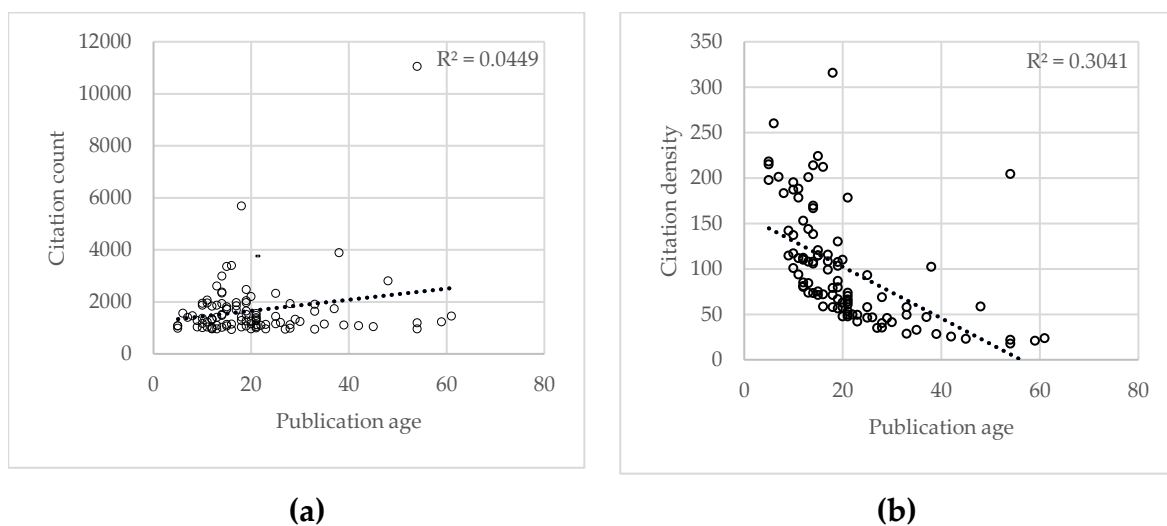 12000
10000
8000
6000
4000
2000
0
Citation count
R² = 0.0449
0 20 40 60 80
Publication age
(a)
350
300
250
200
150
100
50
0
Citation density
R² = 0.3041
0 20 40 60 80
Publication age
(b)